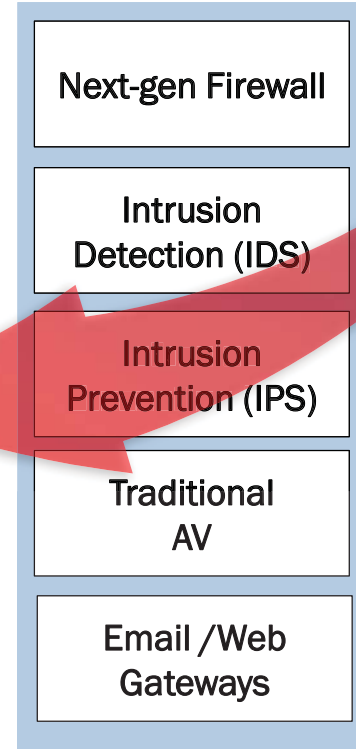 Next-gen Firewall
Intrusion
Detection (IDS)
Intrusion
Prevention (IPS)
Traditional
AV
Email /Web
Gateways